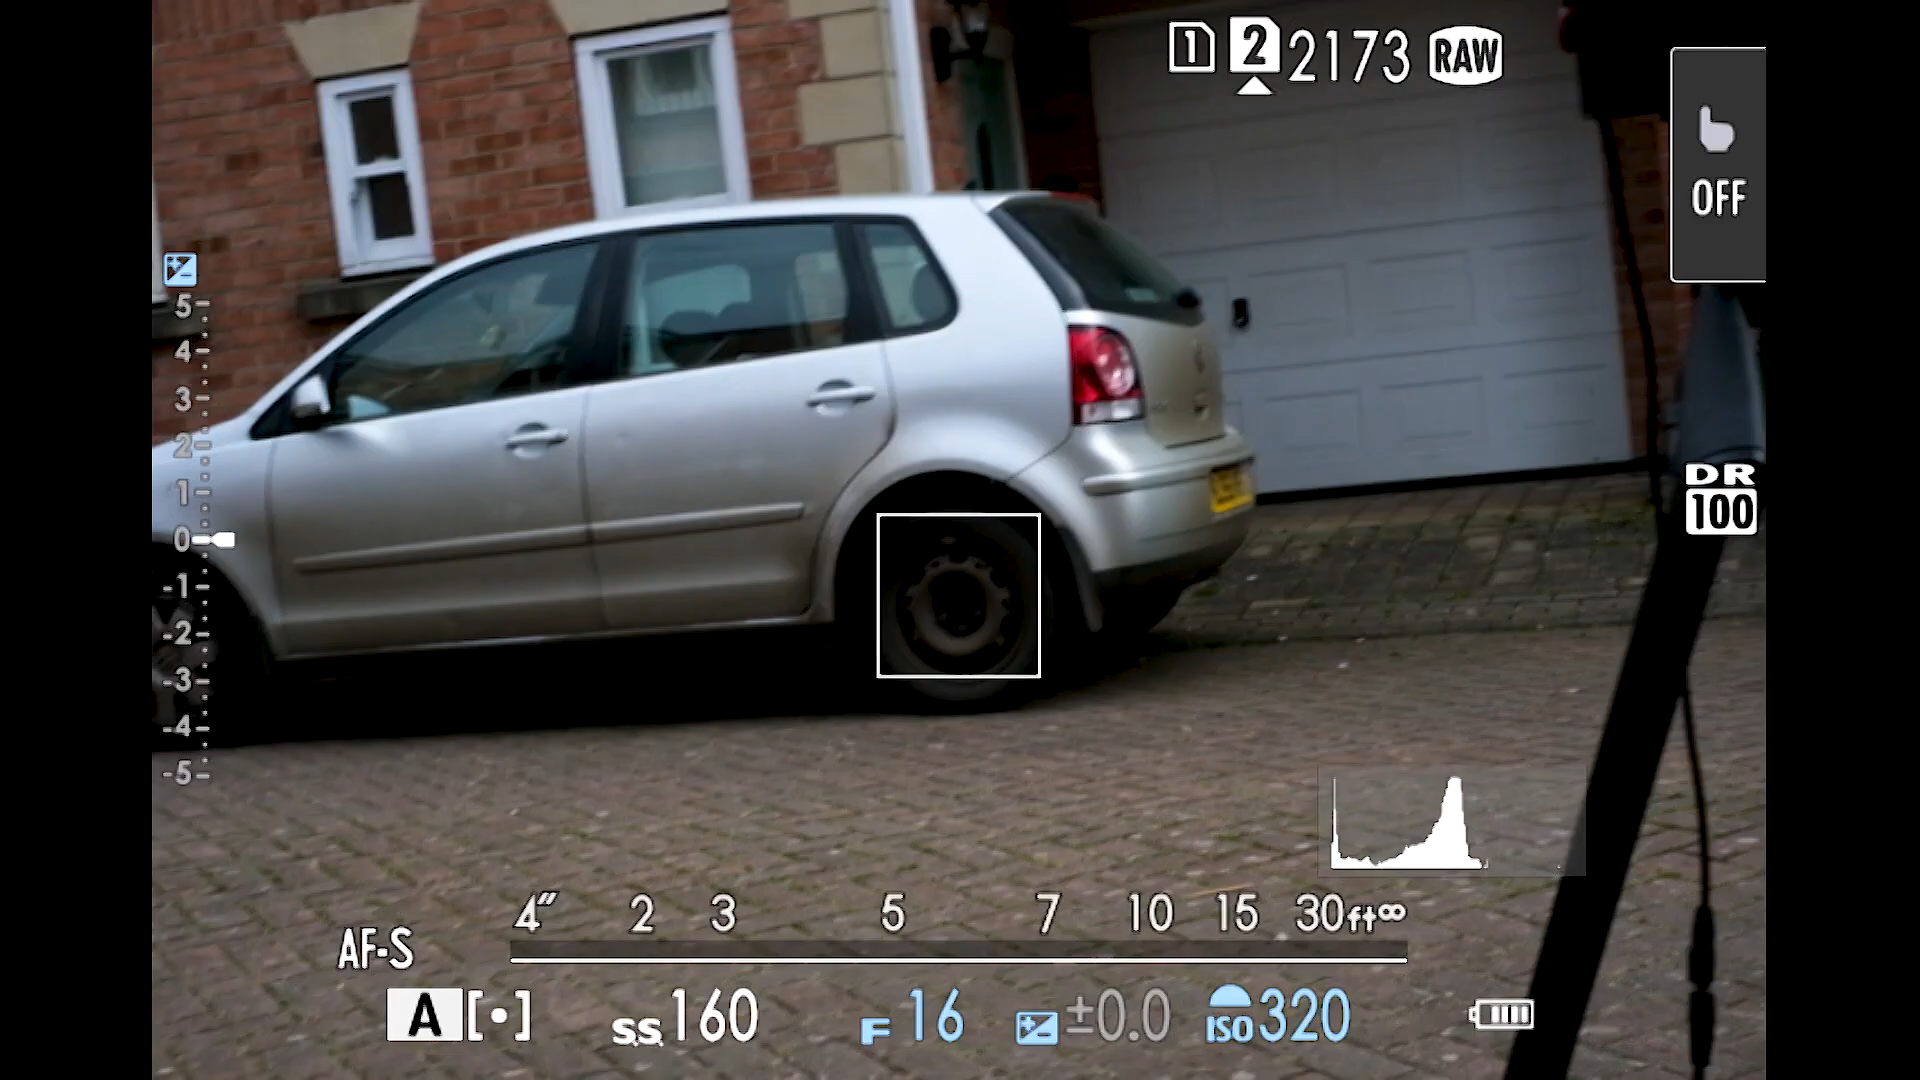 1 2 2173 RAW
OFF
5
4
3
2
1
0
-1
-2
-3
-4
-5
DR
100
4″ 2 3 5 7 10 15 30ft∞
AF-S
A [•] SS 160 F 16 ±0.0 ISO 320